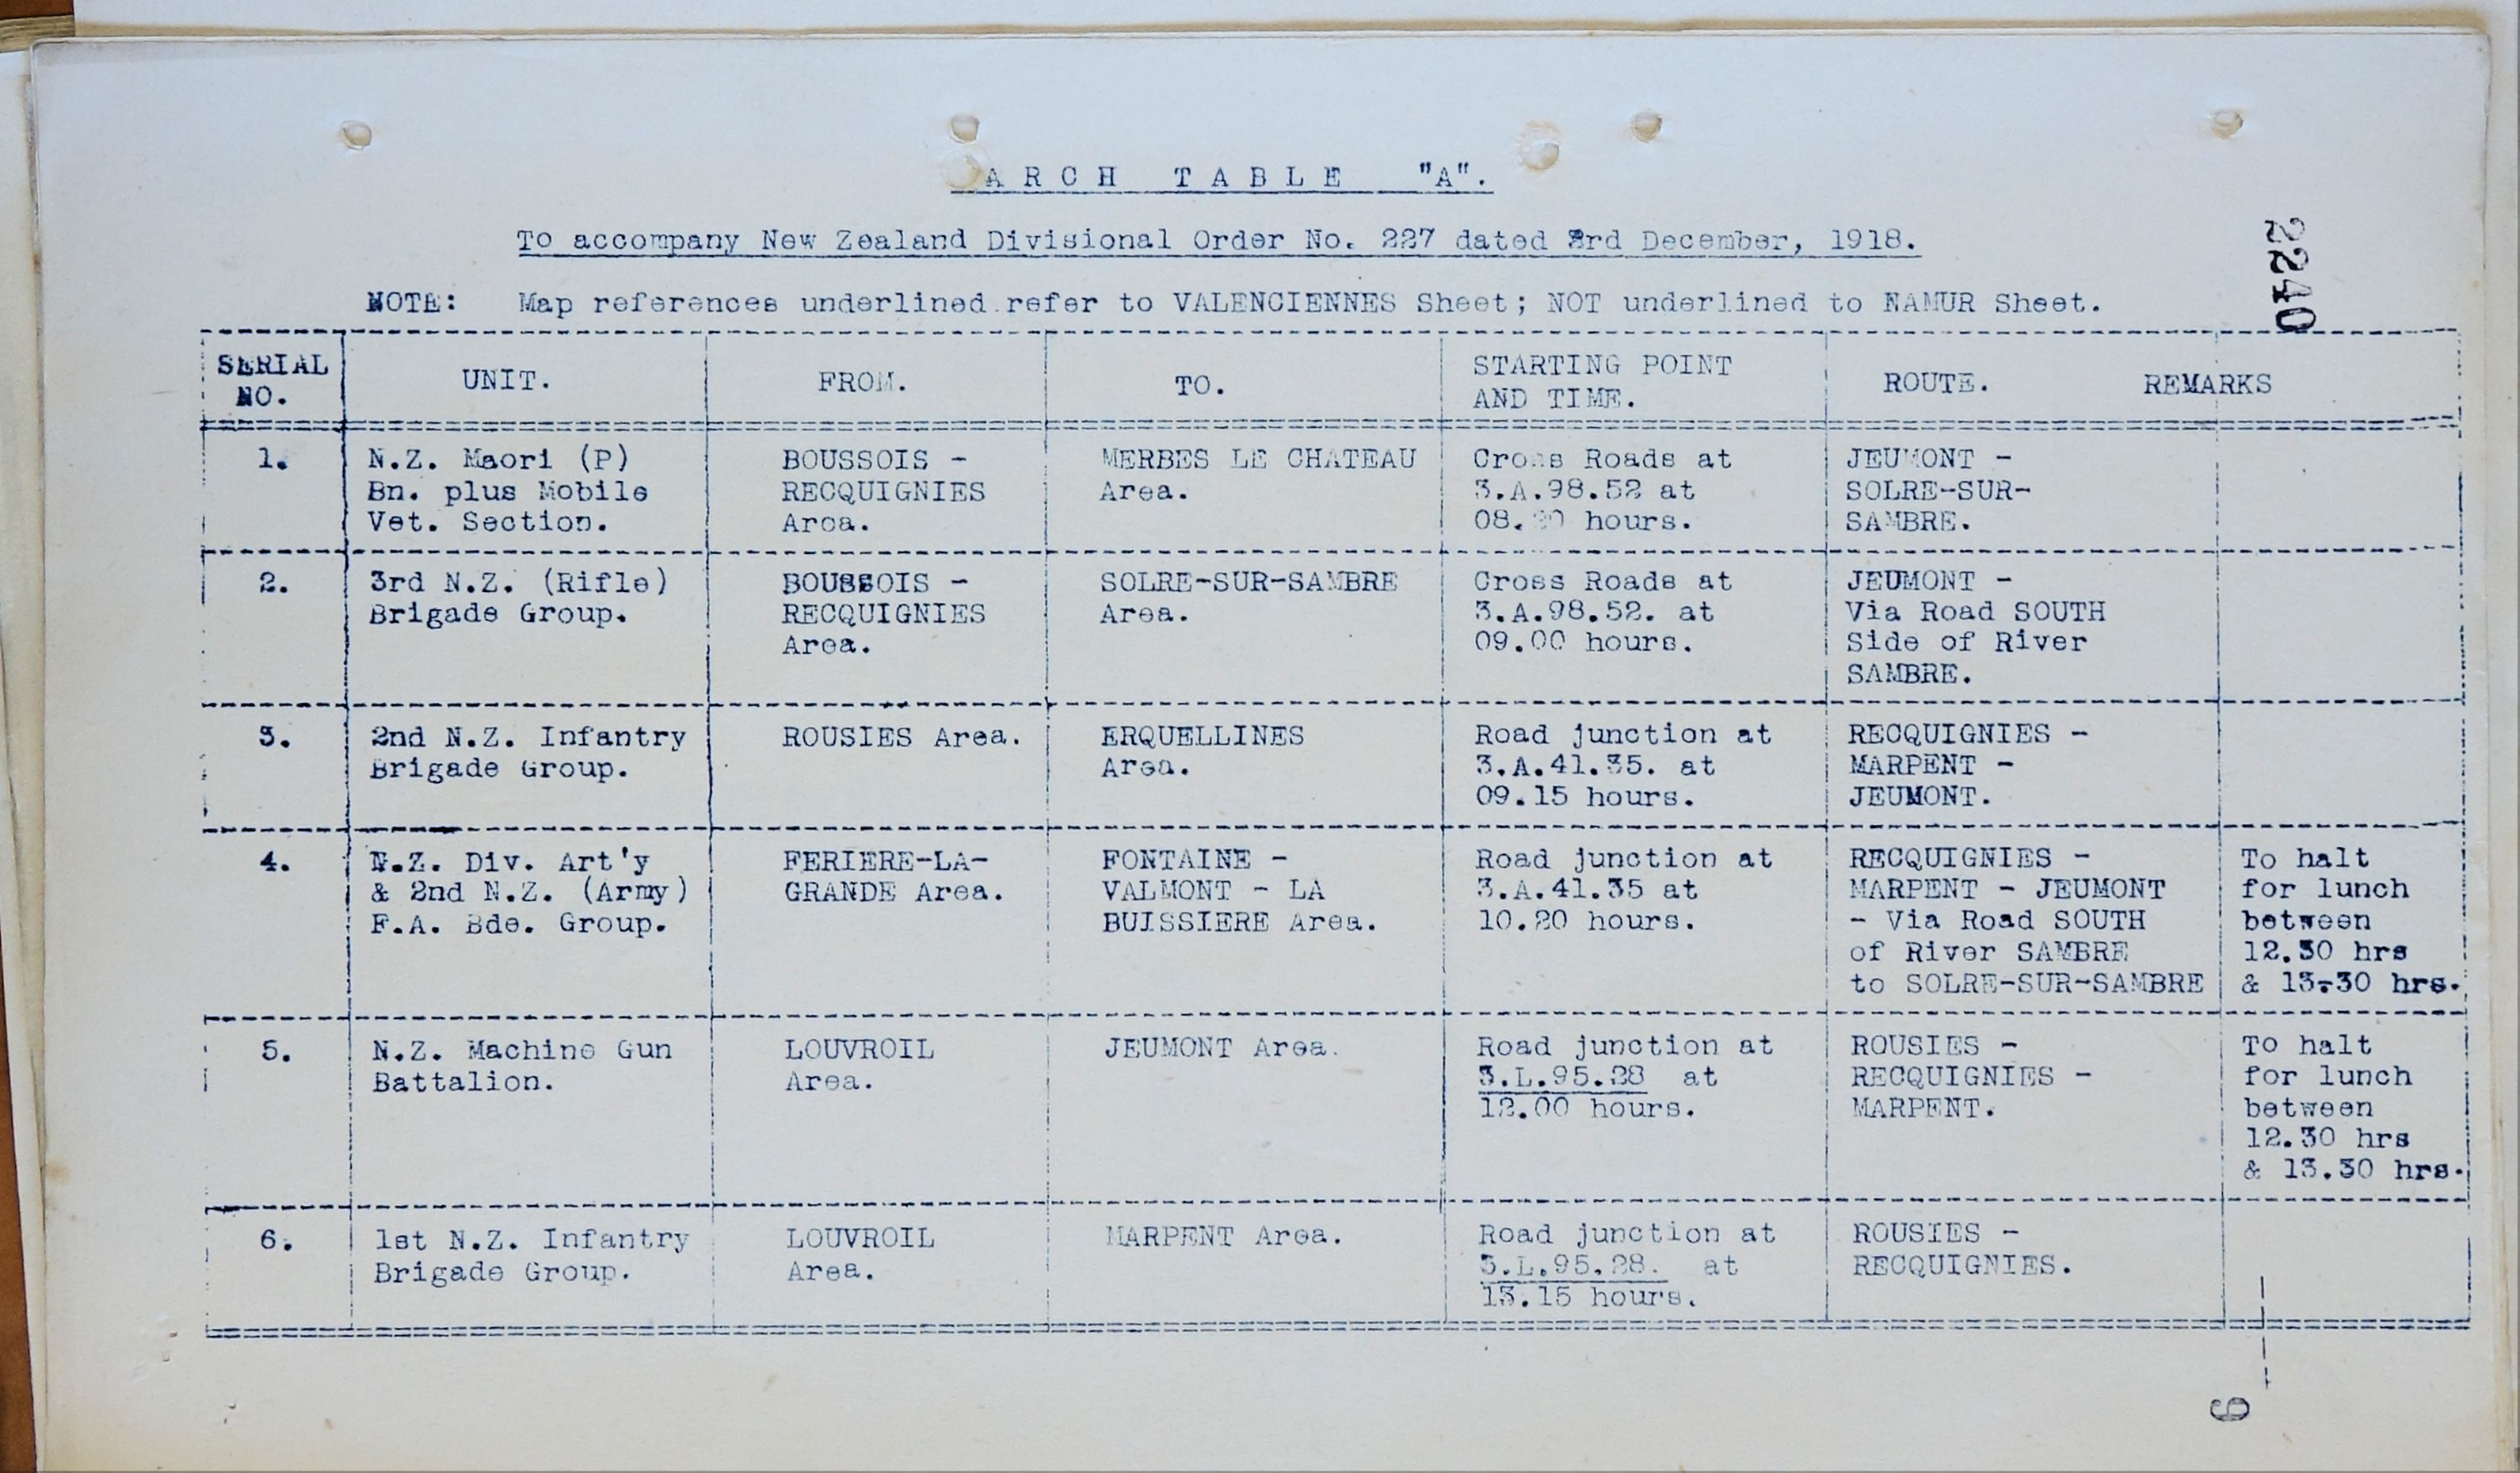 ARCH TABLE "A".
To accompany New Zealand Divisional Order No. 227 dated 3rd December, 1918.
2240
NOTE: Map references underlined refer to VALENCIENNES Sheet; NOT underlined to NAMUR Sheet.
SERIAL
NO.
UNIT.
FROM.
TO.
STARTING POINT
AND TIME.
ROUTE.
REMARKS
1.
N.Z. Maori (P)
Bn. plus Mobile
Vet. Section.
BOUSSOIS -
RECQUIGNIES
Area.
MERBES LE CHATEAU
Area.
Cross Roads at
3.A.98.52 at
hours.
JEUMONT -
SOLRE-SUR-
SAMBRE.
2.
3rd N.Z. (Rifle)
Brigade Group.
BOUSSOIS -
RECQUIGNIES
Area.
SOLRE-SUR-SAMBRE
Area.
Cross Roads at
3.A.98.52. at
09.00 hours.
JEUMONT -
Via Road SOUTH
Side of River
SAMBRE.
3.
2nd N.Z. Infantry
Brigade Group.
ROUSIES Area.
ERQUELLINES
Area.
Road junction at
3.A.41.35. at
09.15 hours.
RECQUIGNIES -
MARPENT -
JEUMONT.
4.
N.Z. Div. Art'y
& 2nd N.Z. (Army)
F.A. Bde. Group.
FERIERE-LA-
GRANDE Area.
FONTAINE -
VALMONT - LA
BUISSIERE Area.
Road junction at
3.A.41.35 at
10.20 hours.
RECQUIGNIES -
MARPENT - JEUMONT
- Via Road SOUTH
of River SAMBRE
to SOLRE-SUR-SAMBRE
To halt
for lunch
between
12.30 hrs
& 13.30 hrs.
5.
N.Z. Machine Gun
Battalion.
LOUVROIL
Area.
JEUMONT Area.
Road junction at
3.L.95.28 at
12.00 hours.
ROUSIES -
RECQUIGNIES -
MARPENT.
To halt
for lunch
between
12.30 hrs
& 13.30 hrs.
6.
1st N.Z. Infantry
Brigade Group.
LOUVROIL
Area.
MARPENT Area.
Road junction at
3.L.95.28. at
13.15 hours.
ROUSIES -
RECQUIGNIES.